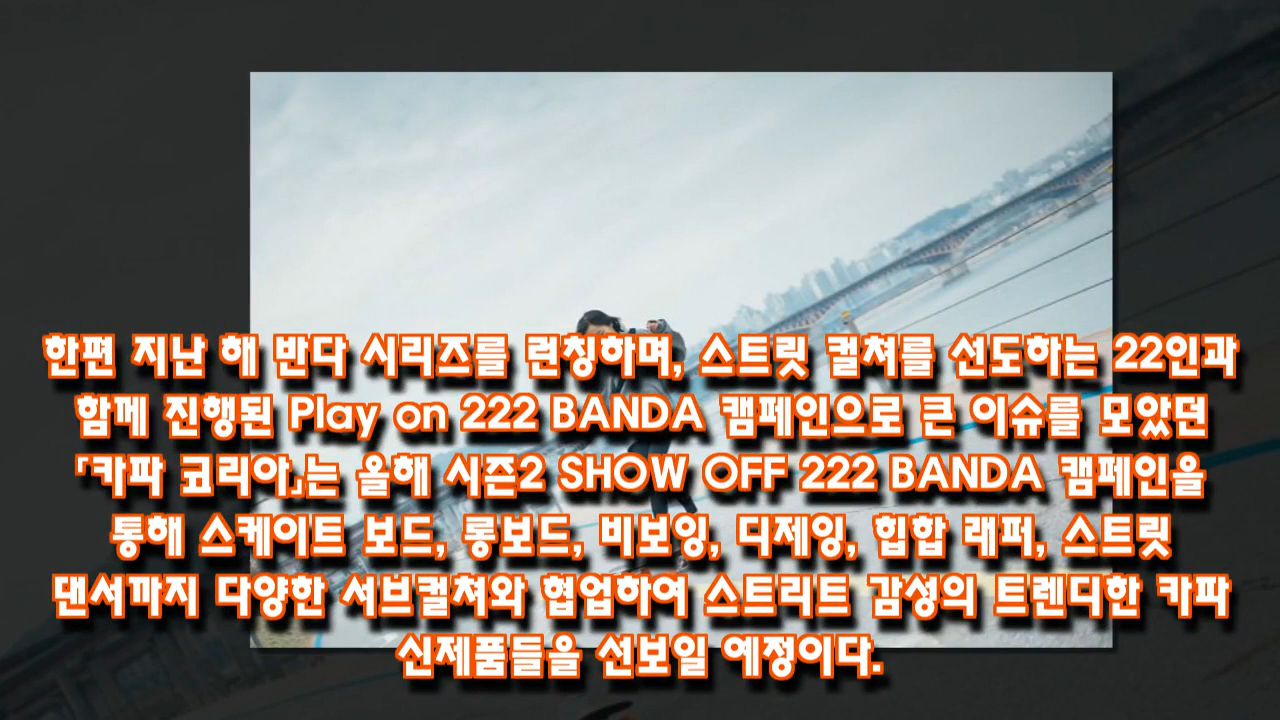 한편 지난 해 반다 시리즈를 런칭하며, 스트릿 컬쳐를 선도하는 22인과
함께 진행된 Play on 222 BANDA 캠페인으로 큰 이슈를 모았던
「카파 코리아」는 올해 시즌2 SHOW OFF 222 BANDA 캠페인을
통해 스케이트 보드, 롱보드, 비보잉, 디제잉, 힙합 래퍼, 스트릿
댄서까지 다양한 서브컬쳐와 협업하여 스트리트 감성의 트렌디한 카파
신제품들을 선보일 예정이다.